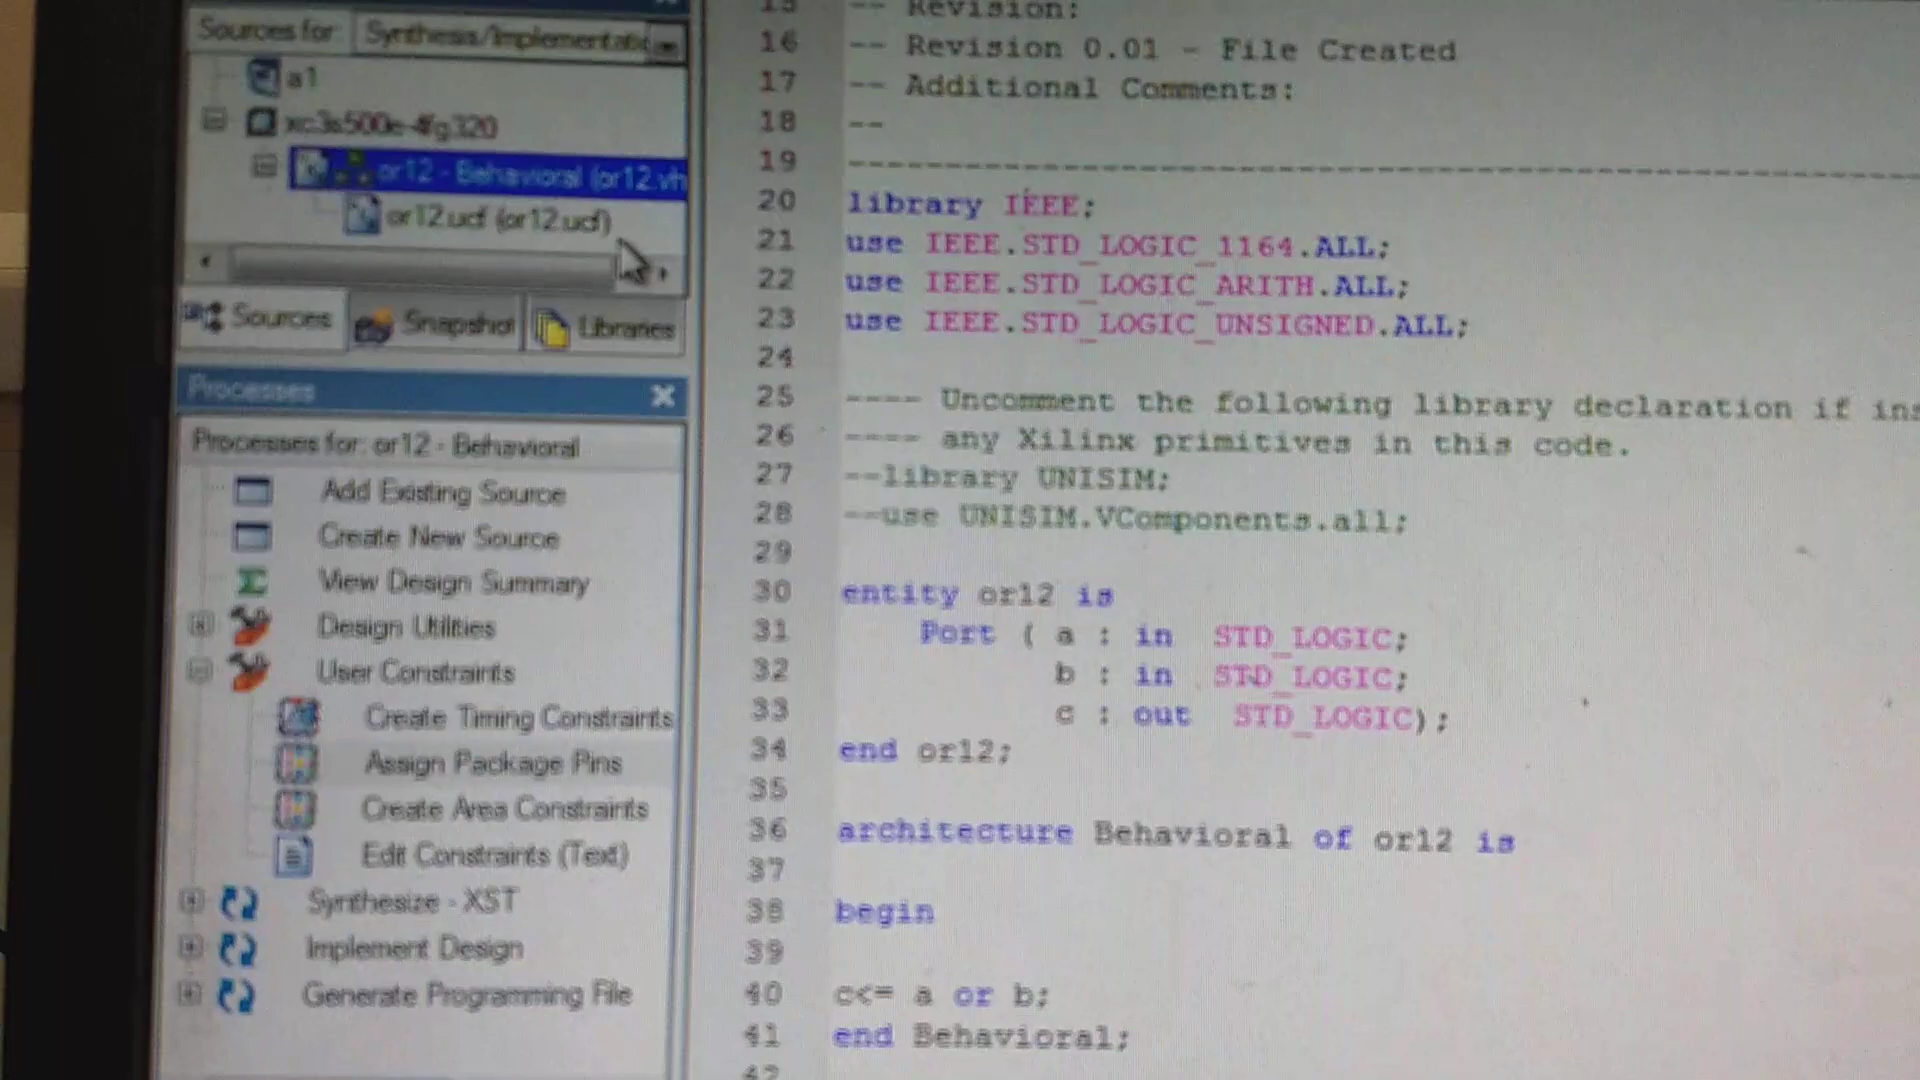 Sources for: Synthesis/Implementatic
a1
xc3s500e-4fg320
or12 - Behavioral (or12.vh
or12.ucf (or12.ucf)
Sources
Snapshot
Libraries
Processes
Processes for: or12 - Behavioral
Add Existing Source
Create New Source
View Design Summary
Design Utilities
User Constraints
Create Timing Constraints
Assign Package Pins
Create Area Constraints
Edit Constraints (Text)
Synthesize - XST
Implement Design
Generate Programming File
15 -- Revision:
16 -- Revision 0.01 - File Created
17 -- Additional Comments:
18 --
19 ----------------------------------------------------------
20 library IEEE;
21 use IEEE.STD_LOGIC_1164.ALL;
22 use IEEE.STD_LOGIC_ARITH.ALL;
23 use IEEE.STD_LOGIC_UNSIGNED.ALL;
24
25 ---- Uncomment the following library declaration if ins
26 ---- any Xilinx primitives in this code.
27 --library UNISIM;
28 --use UNISIM.VComponents.all;
29
30 entity or12 is
31 Port ( a : in STD_LOGIC;
32 b : in STD_LOGIC;
33 c : out STD_LOGIC);
34 end or12;
35
36 architecture Behavioral of or12 is
37
38 begin
39
40 c<= a or b;
41 end Behavioral;
42